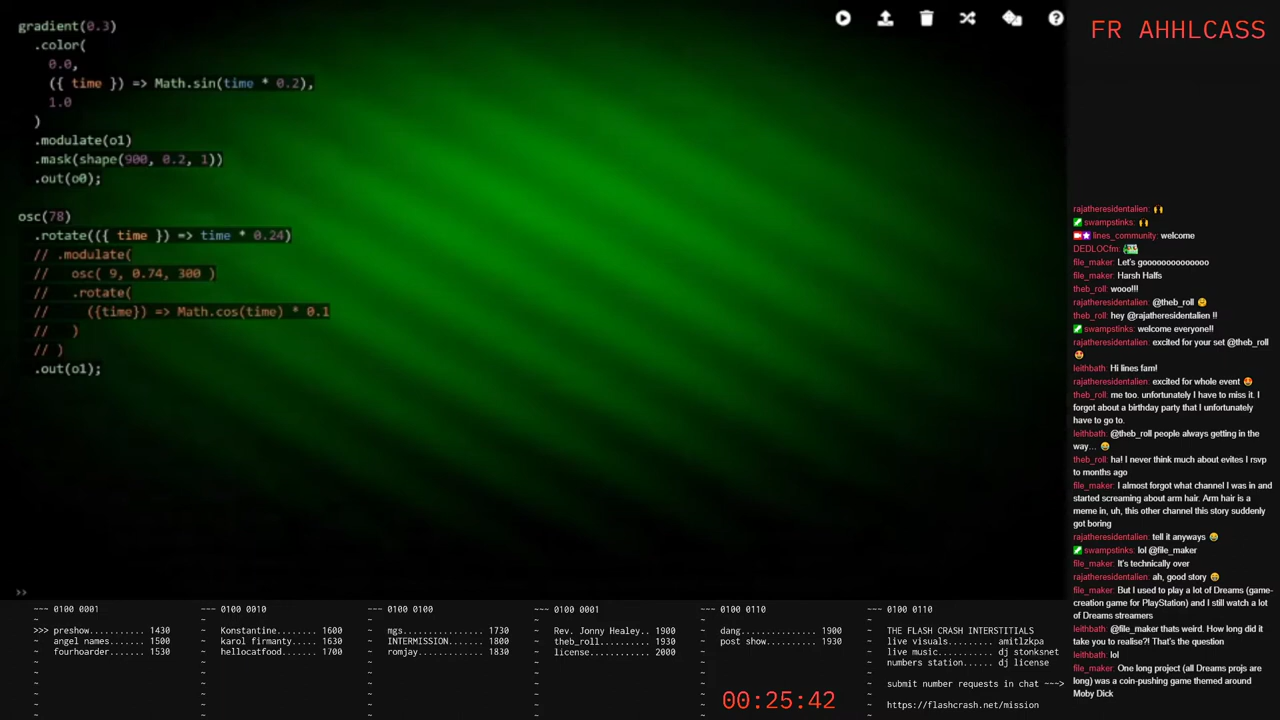 gradient(0.3)
.color(
0.0,
({ time }) => Math.sin(time * 0.2),
1.0
)
.modulate(o1)
.mask(shape(900, 0.2, 1))
.out(o0);
osc(78)
.rotate(({ time }) => time * 0.24)
// .modulate(
// osc( 9, 0.74, 300 )
// .rotate(
// ({time}) => Math.cos(time) * 0.1
// )
// )
.out(o1);
>>
FR AHHLCASS
rajatheresidentalien:
swampstinks:
lines_community: welcome
DEDLOCfm:
file_maker: Let's gooooooooooooo
file_maker: Harsh Halfs
theb_roll: wooo!!!
rajatheresidentalien: @theb_roll
theb_roll: hey @rajatheresidentalien !!
swampstinks: welcome everyone!!
rajatheresidentalien: excited for your set @theb_roll
leithbath: Hi lines fam!
rajatheresidentalien: excited for whole event
theb_roll: me too. unfortunately I have to miss it. I
forgot about a birthday party that I unfortunately
have to go to.
leithbath: @theb_roll people always getting in the
way...
theb_roll: ha! I never think much about evites I rsvp
to months ago
file_maker: I almost forgot what channel I was in and
started screaming about arm hair. Arm hair is a
meme in, uh, this other channel this story suddenly
got boring
rajatheresidentalien: tell it anyways
swampstinks: lol @file_maker
file_maker: It's technically over
rajatheresidentalien: ah, good story
file_maker: But I used to play a lot of Dreams (game-
creation game for PlayStation) and I still watch a
lot of Dreams streamers
leithbath: @file_maker thats weird. How long did it
take you to realise?! That's the question
leithbath: lol
file_maker: One long project (all Dreams projs are
long) was a coin-pushing game themed around
Moby Dick
~~~ 0100 0001
~
>>> preshow.......... 1430
~ angel names...... 1500
~ fourhoarder...... 1530
~
~
~
~
~
~~~ 0100 0010
~
~ Konstantine....... 1600
~ karol firmanty.... 1630
~ hellocatfood...... 1700
~
~
~
~
~
~~~ 0100 0100
~
~ mgs............... 1730
~ INTERMISSION...... 1800
~ romjay............ 1830
~
~
~
~
~
~~~ 0100 0001
~
~ Rev. Jonny Healey.. 1900
~ theb_roll.......... 1930
~ license............ 2000
~
~
~
~
~
~~~ 0100 0110
~
~ dang.............. 1900
~ post show......... 1930
~
~
~
~
~
~
00:25:42
~~~ 0100 0110
~
~ THE FLASH CRASH INTERSTITIALS
~ live visuals...... amitlzkpa
~ live music..... dj stonksnet
~ numbers station.. dj license
~
~ submit number requests in chat ~~~>
~
~ https://flashcrash.net/mission
~